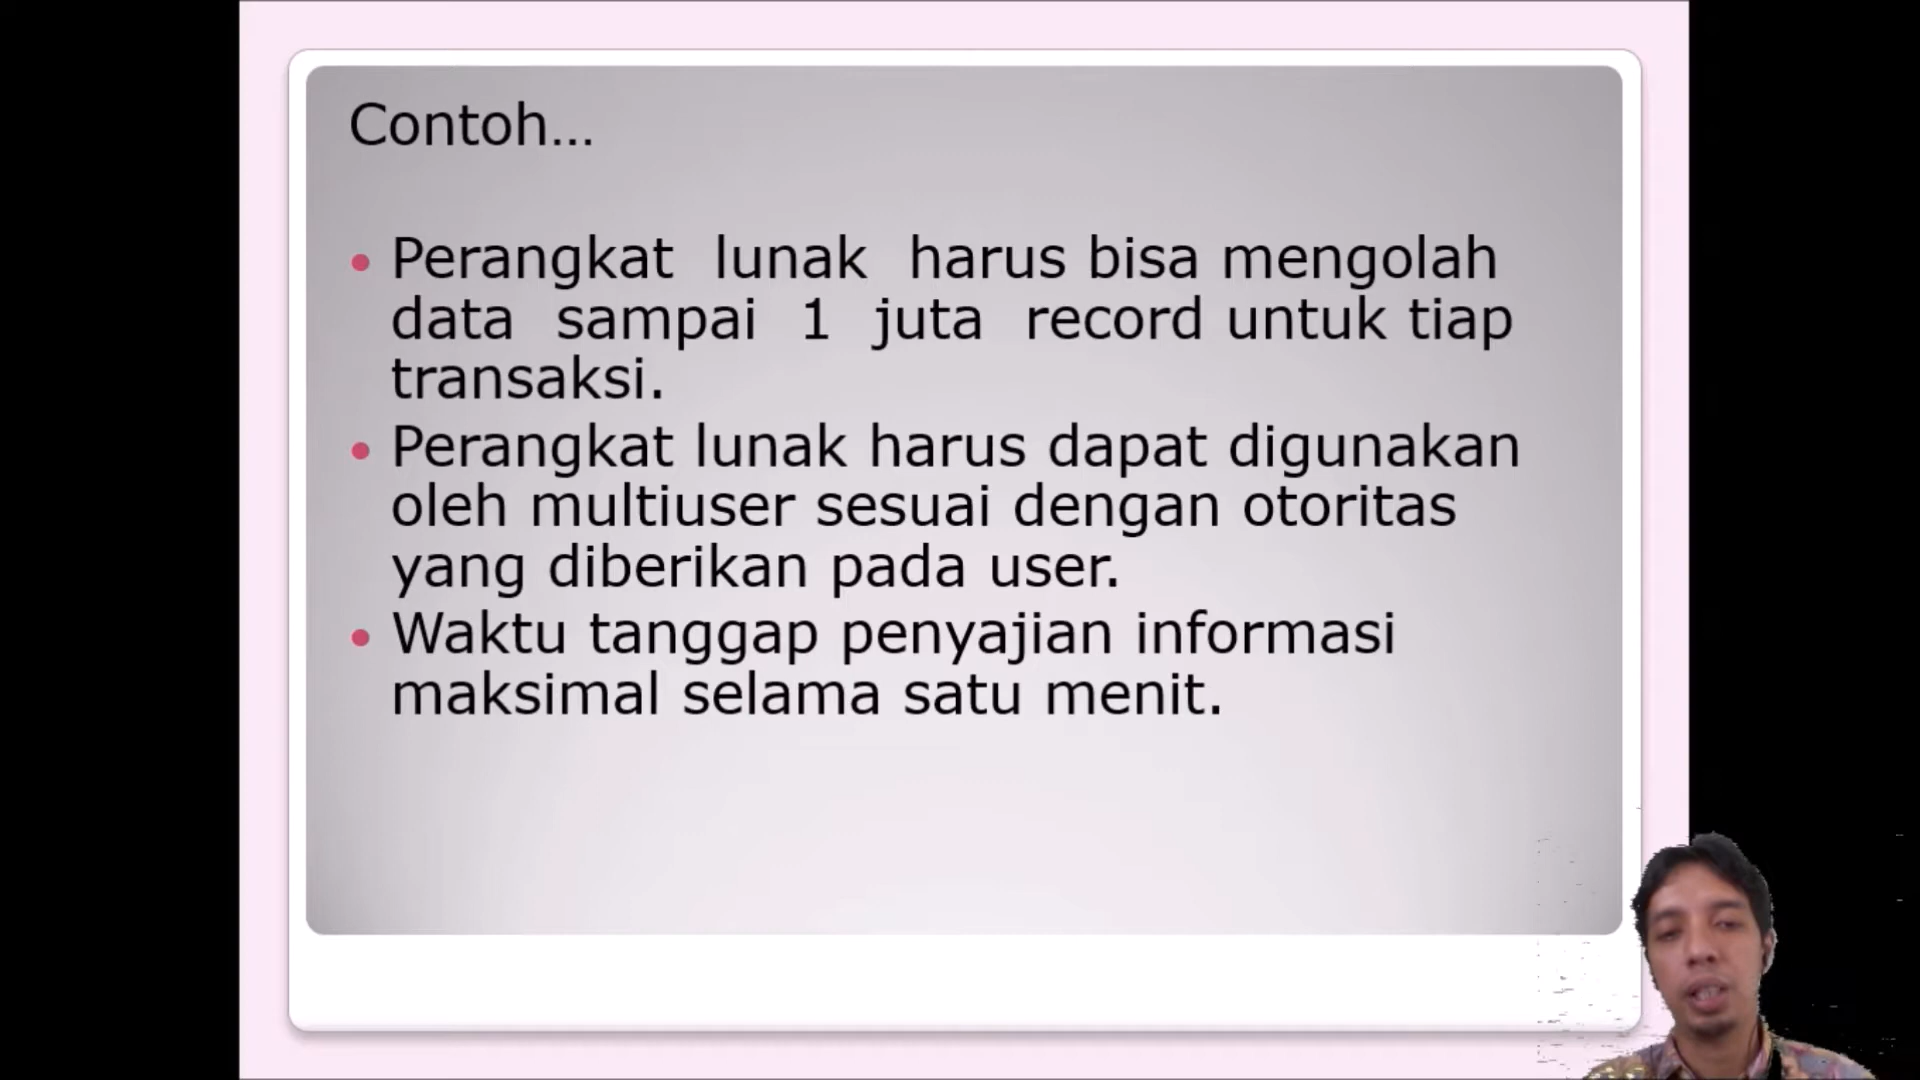 Contoh...
Perangkat lunak harus bisa mengolah
data sampai 1 juta record untuk tiap
transaksi.
Perangkat lunak harus dapat digunakan
oleh multiuser sesuai dengan otoritas
yang diberikan pada user.
Waktu tanggap penyajian informasi
maksimal selama satu menit.